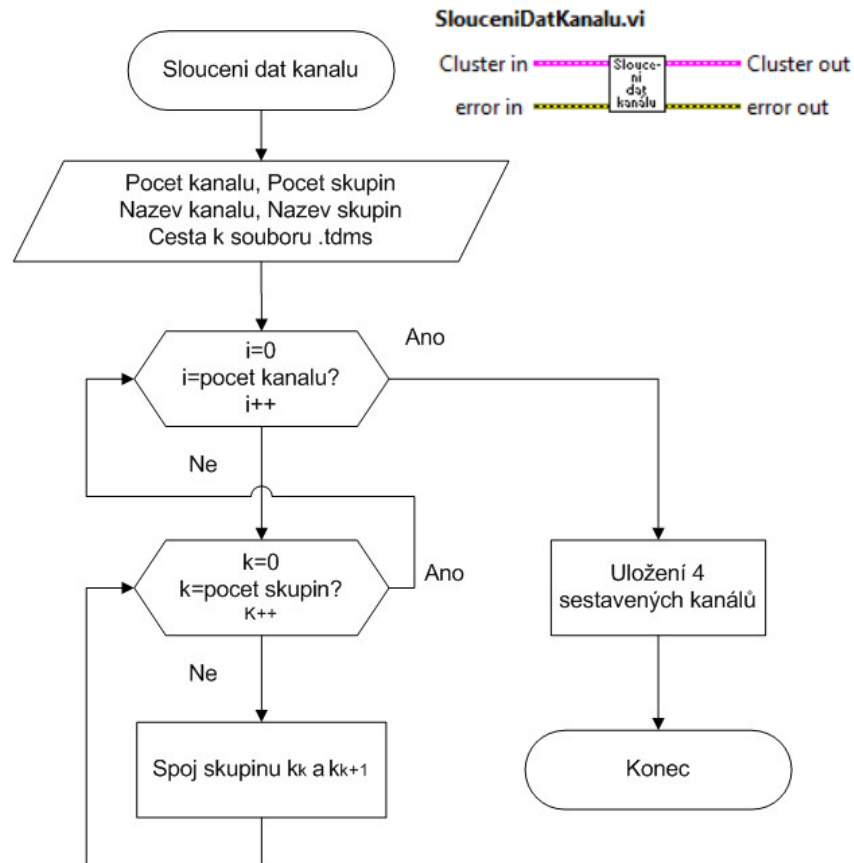 SlouceniDatKanalu.vi
Cluster in
Slouce-
ni
dat
kanálu
Cluster out
error in
error out
Slouceni dat kanalu
Pocet kanalu, Pocet skupin
Nazev kanalu, Nazev skupin
Cesta k souboru .tdms
i=0
i=pocet kanalu?
i++
Ano
Ne
k=0
k=pocet skupin?
K++
Ano
Ne
Spoj skupinu kk a kk+1
Uložení 4
sestavených kanálů
Konec